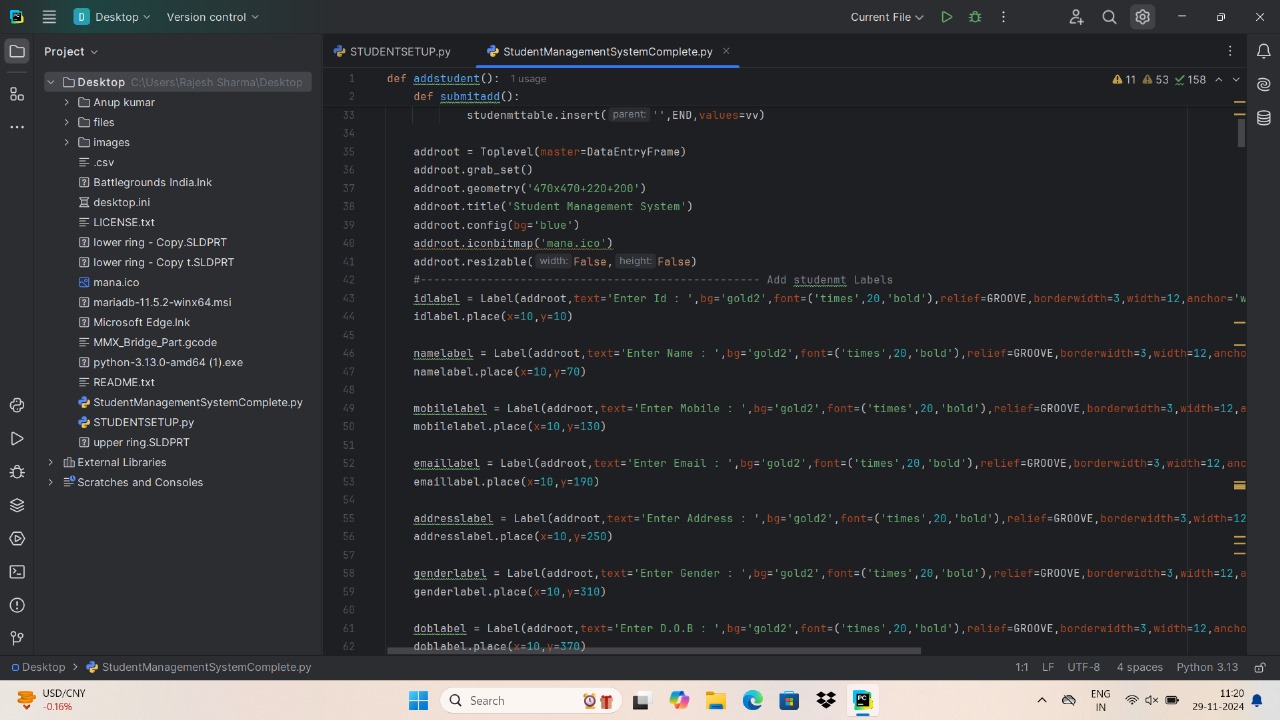 Desktop
Version control
Current File
Project
STUDENTSETUP.py
StudentManagementSystemComplete.py
Desktop C:\Users\Rajesh Sharma\Desktop
Anup kumar
files
images
.csv
Battlegrounds India.lnk
desktop.ini
LICENSE.txt
lower ring - Copy.SLDPRT
lower ring - Copy t.SLDPRT
mana.ico
mariadb-11.5.2-winx64.msi
Microsoft Edge.lnk
MMX_Bridge_Part.gcode
python-3.13.0-amd64 (1).exe
README.txt
StudentManagementSystemComplete.py
STUDENTSETUP.py
upper ring.SLDPRT
External Libraries
Scratches and Consoles
11 53 158
1 def addstudent(): 1 usage
2 def submitadd():
33 studenmttable.insert( parent: '',END,values=vv)
34
35 addroot = Toplevel(master=DataEntryFrame)
36 addroot.grab_set()
37 addroot.geometry('470x470+220+200')
38 addroot.title('Student Management System')
39 addroot.config(bg='blue')
40 addroot.iconbitmap('mana.ico')
41 addroot.resizable( width: False, height: False)
42 #--------------------------------------------------- Add studenmt Labels
43 idlabel = Label(addroot,text='Enter Id : ',bg='gold2',font=('times',20,'bold'),relief=GROOVE,borderwidth=3,width=12,anchor='w
44 idlabel.place(x=10,y=10)
45
46 namelabel = Label(addroot,text='Enter Name : ',bg='gold2',font=('times',20,'bold'),relief=GROOVE,borderwidth=3,width=12,ancho
47 namelabel.place(x=10,y=70)
48
49 mobilelabel = Label(addroot,text='Enter Mobile : ',bg='gold2',font=('times',20,'bold'),relief=GROOVE,borderwidth=3,width=12,a
50 mobilelabel.place(x=10,y=130)
51
52 emaillabel = Label(addroot,text='Enter Email : ',bg='gold2',font=('times',20,'bold'),relief=GROOVE,borderwidth=3,width=12,anc
53 emaillabel.place(x=10,y=190)
54
55 addresslabel = Label(addroot,text='Enter Address : ',bg='gold2',font=('times',20,'bold'),relief=GROOVE,borderwidth=3,width=12
56 addresslabel.place(x=10,y=250)
57
58 genderlabel = Label(addroot,text='Enter Gender : ',bg='gold2',font=('times',20,'bold'),relief=GROOVE,borderwidth=3,width=12,a
59 genderlabel.place(x=10,y=310)
60
61 doblabel = Label(addroot,text='Enter D.O.B : ',bg='gold2',font=('times',20,'bold'),relief=GROOVE,borderwidth=3,width=12,ancho
62 doblabel.place(x=10,y=370)
Desktop > StudentManagementSystemComplete.py
1:1 LF UTF-8 4 spaces Python 3.13
USD/CNY
-0.16%
Search
ENG
IN
11:20
29-11-2024